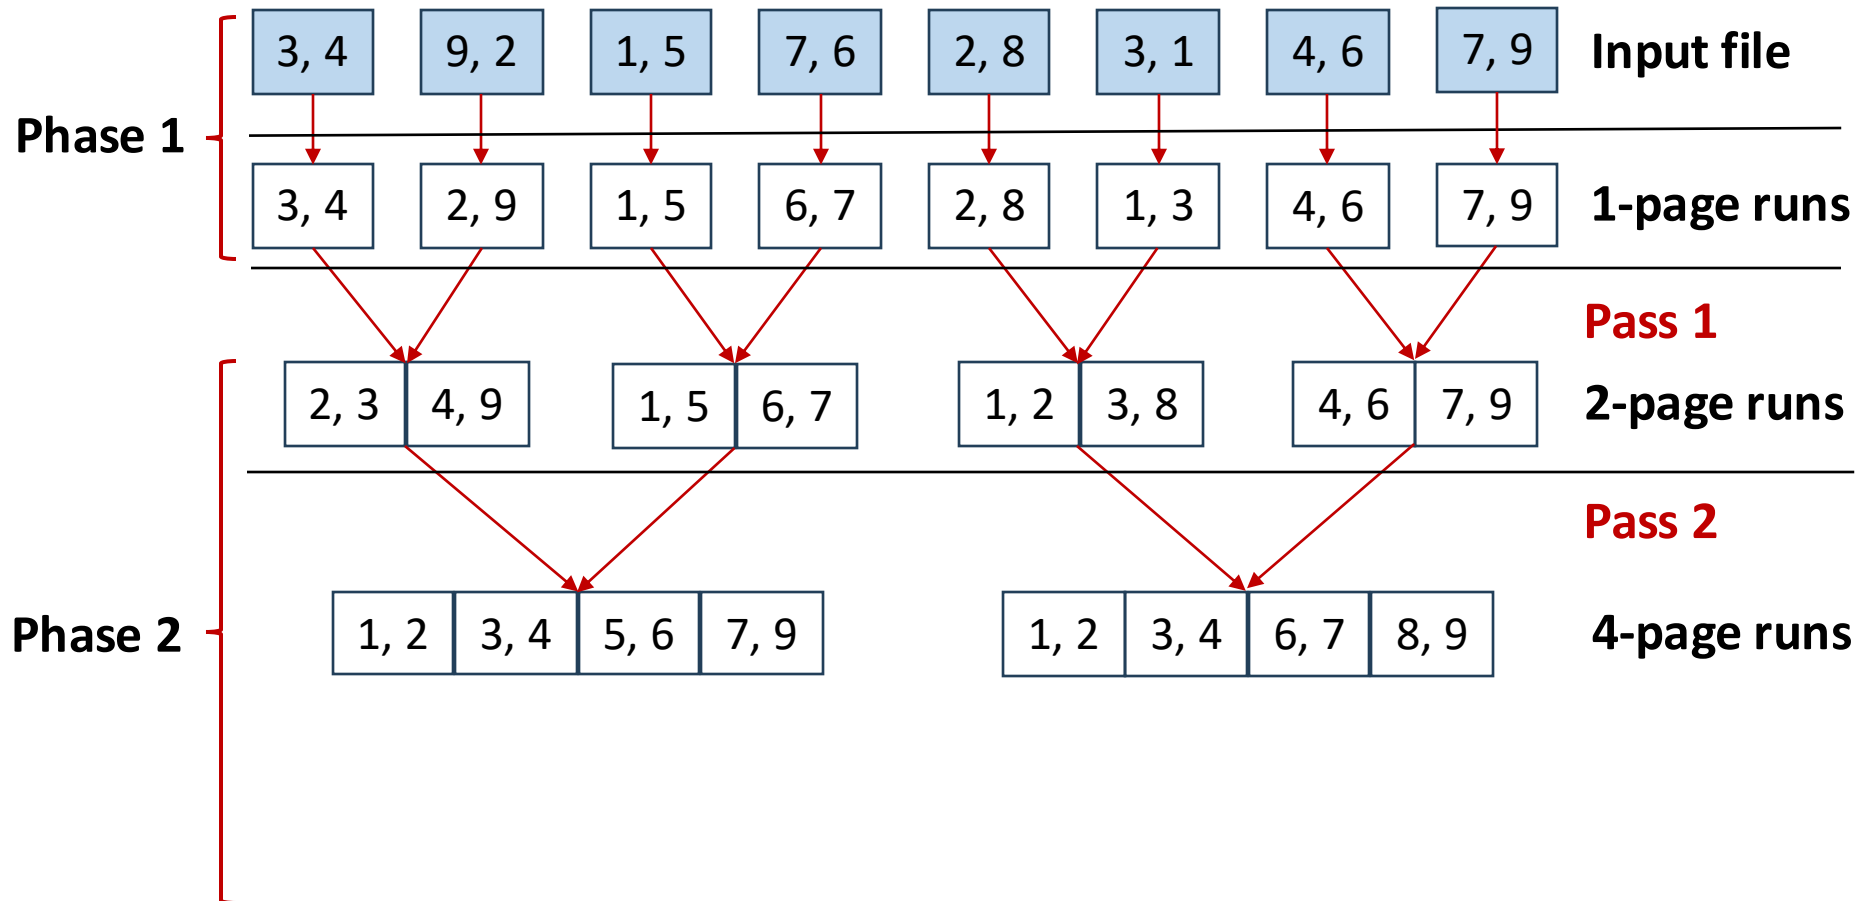 3, 4 9, 2 1, 5 7, 6 2, 8 3, 1 4, 6 7, 9 Input file
Phase 1
3, 4 2, 9 1, 5 6, 7 2, 8 1, 3 4, 6 7, 9 1-page runs
Pass 1
2, 3 4, 9 1, 5 6, 7 1, 2 3, 8 4, 6 7, 9 2-page runs
Pass 2
Phase 2 1, 2 3, 4 5, 6 7, 9 1, 2 3, 4 6, 7 8, 9 4-page runs